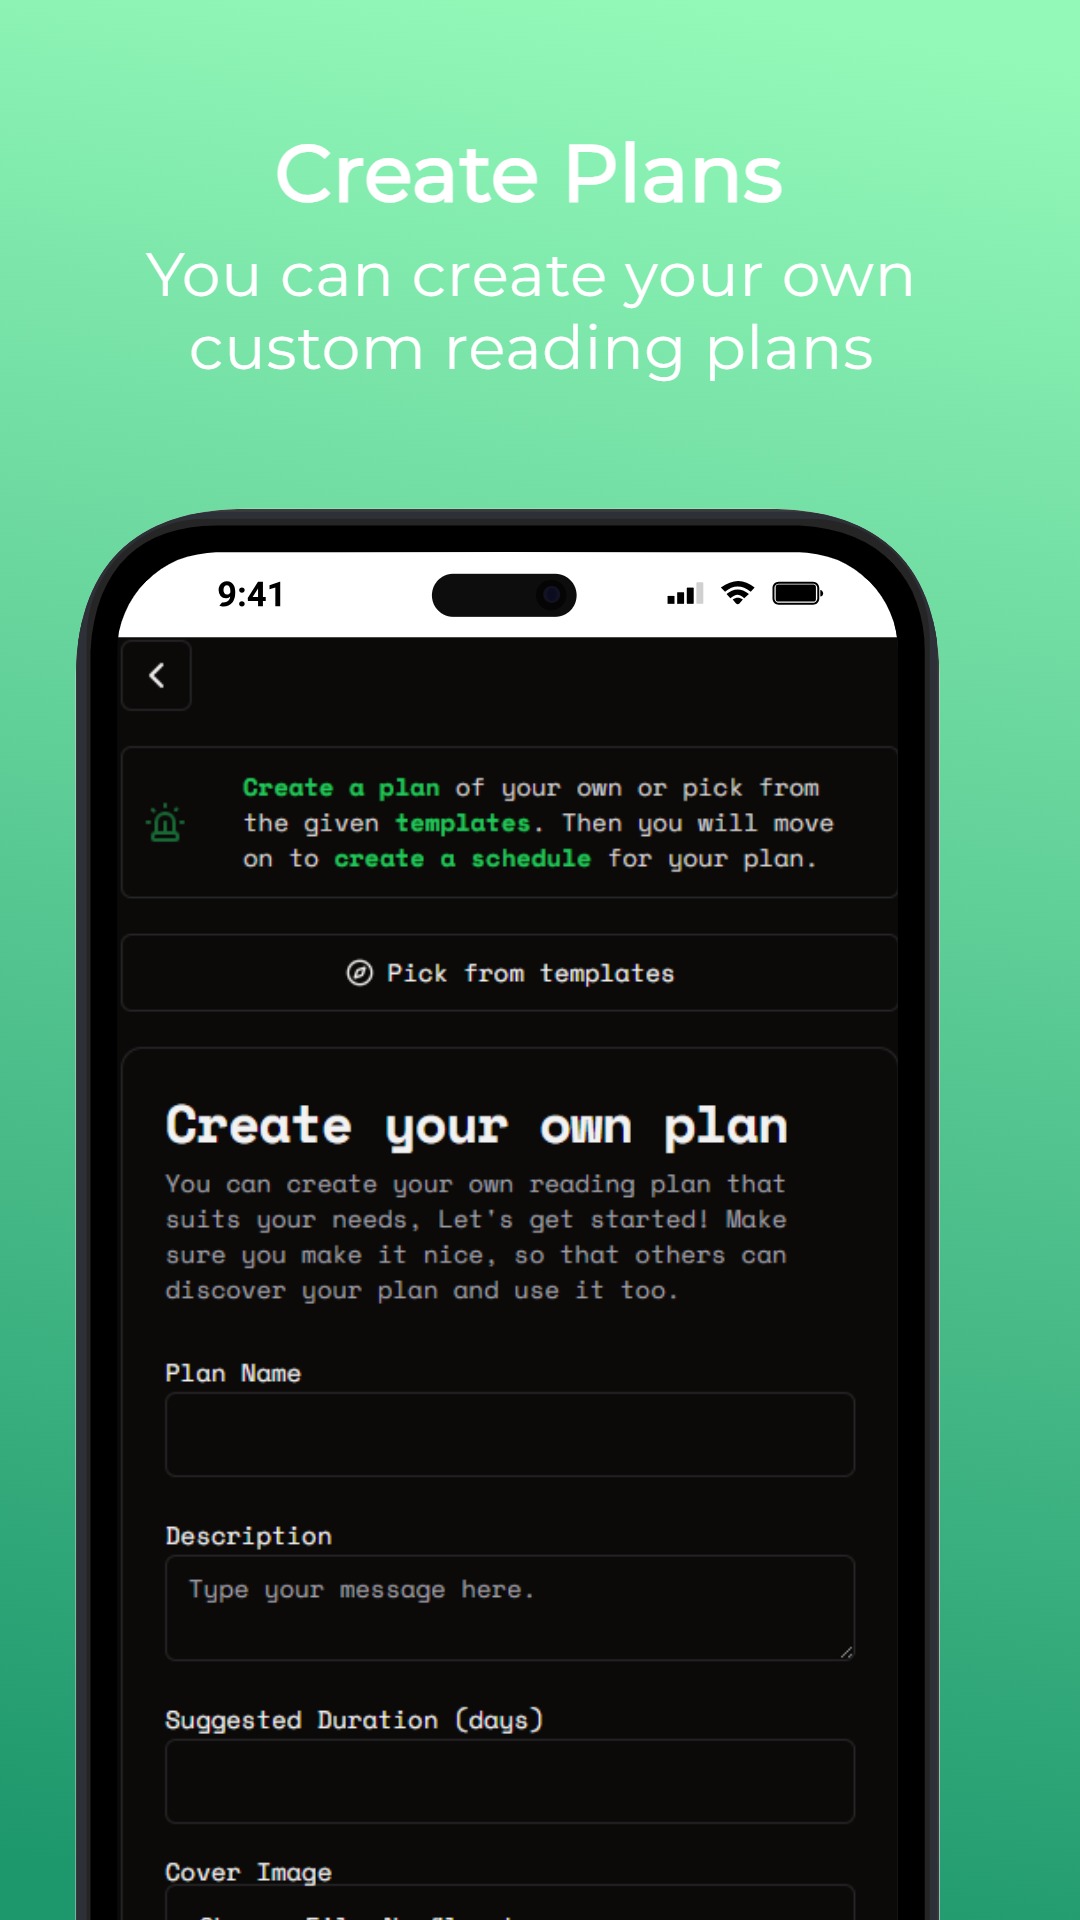 Create Plans
You can create your own
custom reading plans
9:41
Create a plan of your own or pick from
the given templates. Then you will move
on to create a schedule for your plan.
Pick from templates
Create your own plan
You can create your own reading plan that
suits your needs, Let's get started! Make
sure you make it nice, so that others can
discover your plan and use it too.
Plan Name
Description
Type your message here.
Suggested Duration (days)
Cover Image